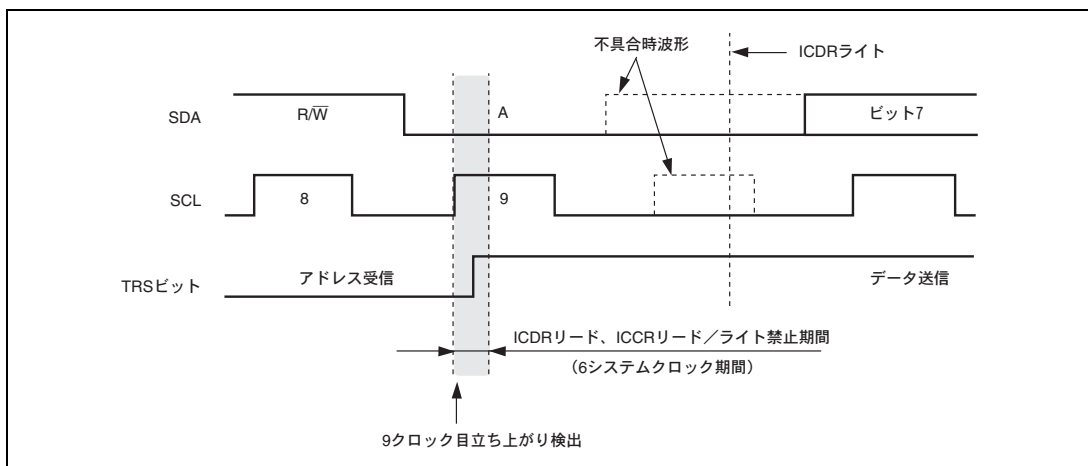 不具合時波形
ICDRライト
SDA
R/W̅
A
ビット7
SCL
8
9
TRSビット
アドレス受信
データ送信
ICDRリード、ICCRリード／ライト禁止期間
（6システムクロック期間）
9クロック目立ち上がり検出